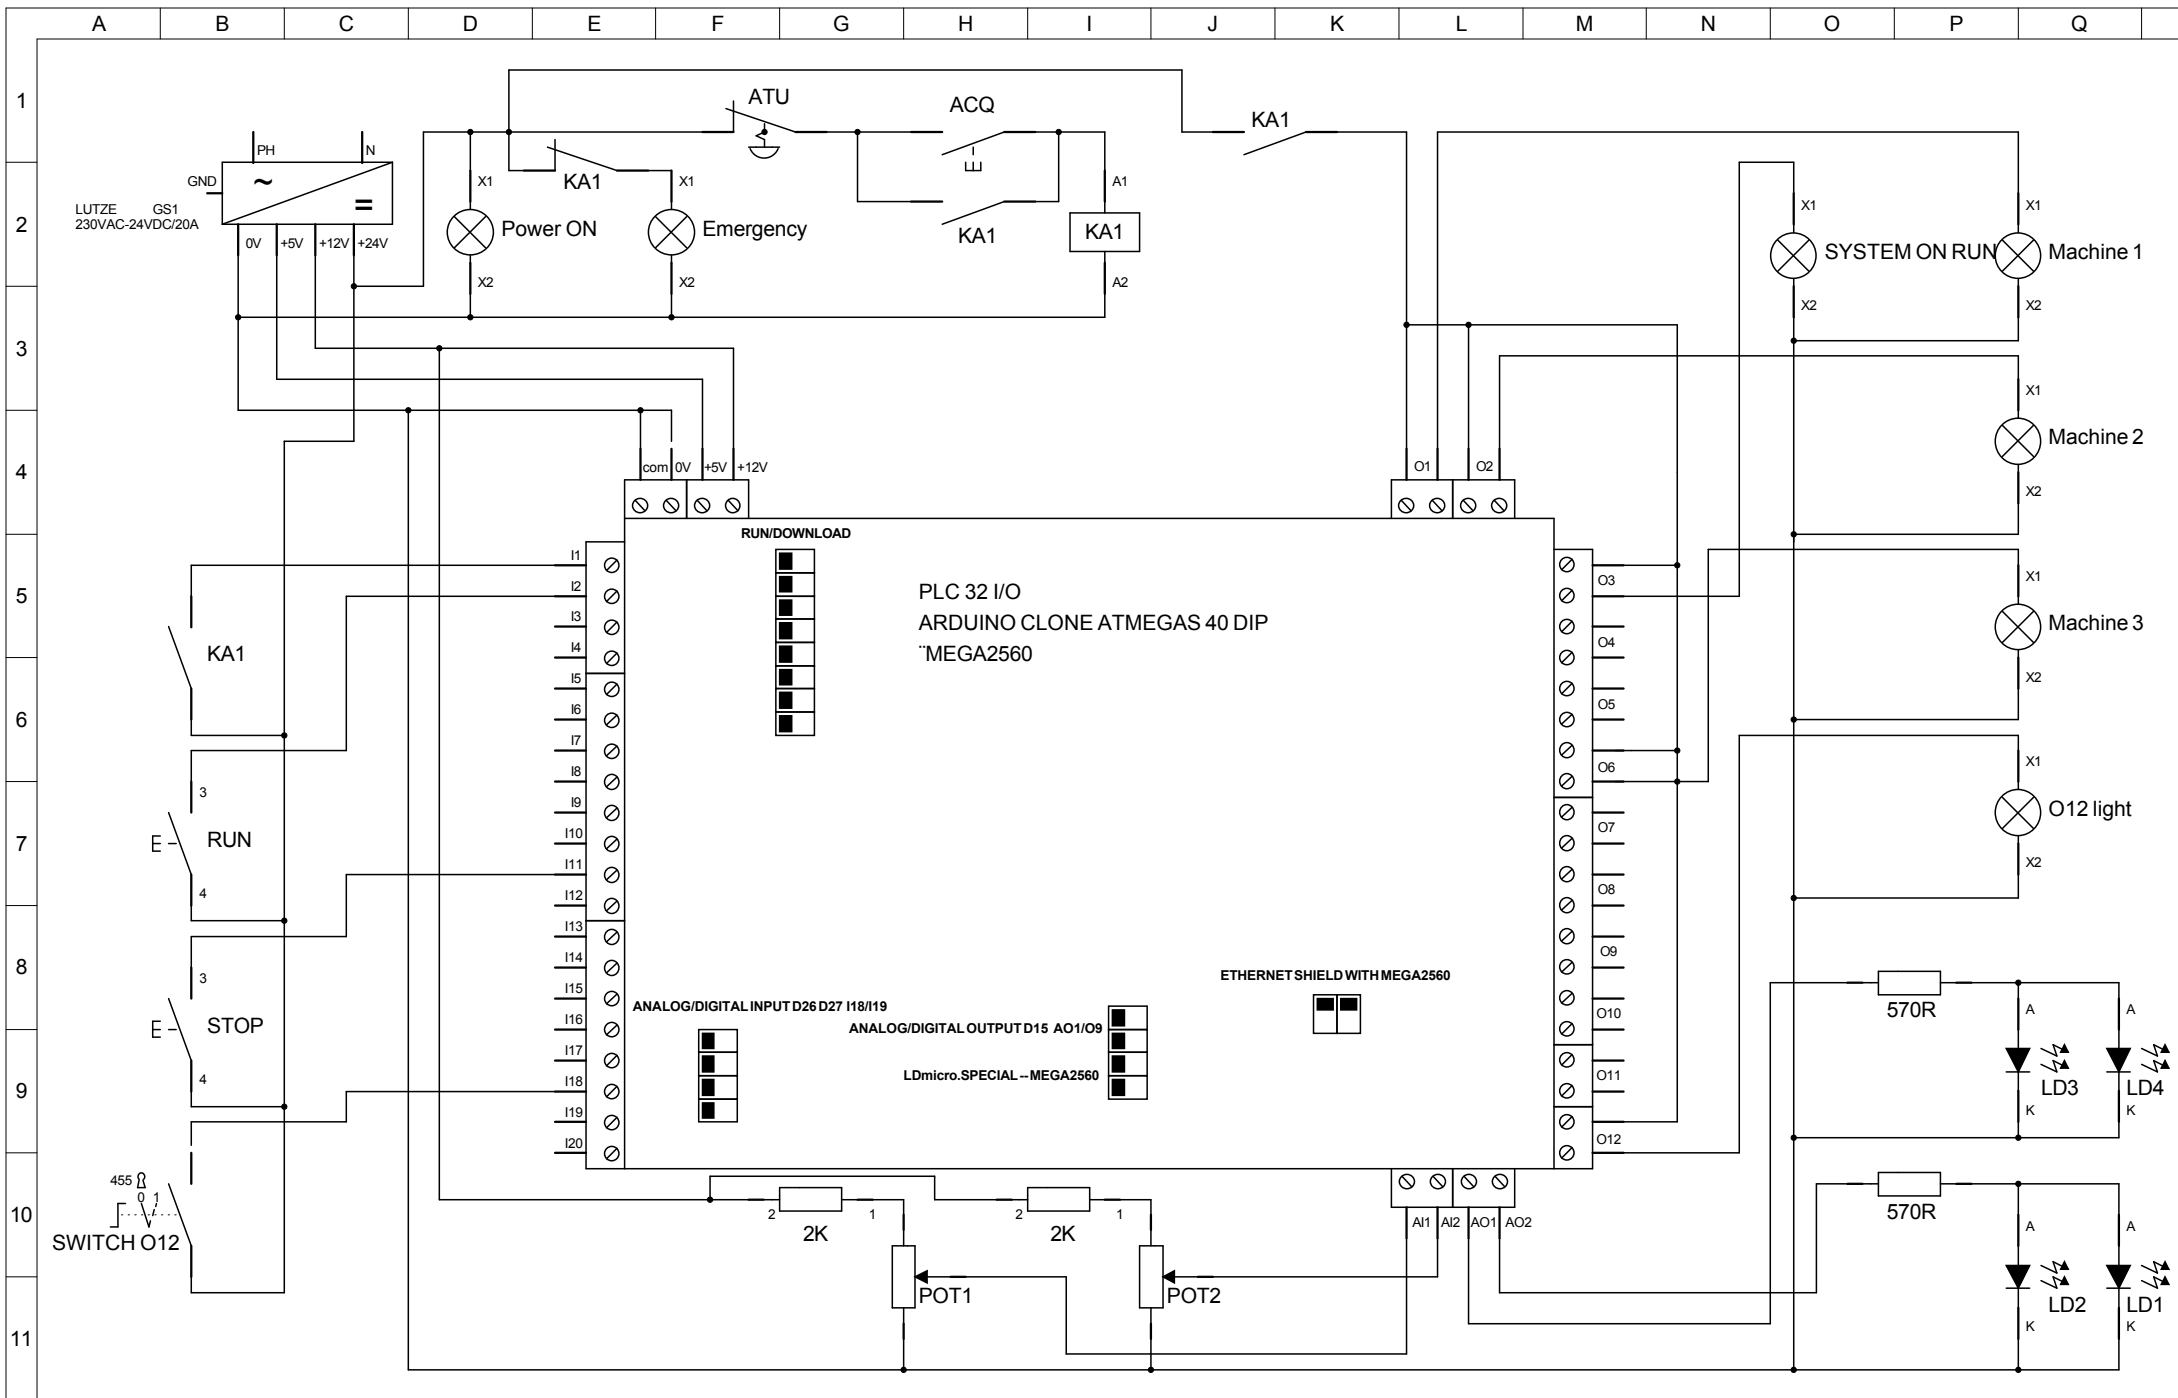 A B C D E F G H I J K L M N O P Q
1
2
3
4
5
6
7
8
9
10
11
ATU
ACQ
KA1
PH
N
GND
LUTZE GS1
230VAC-24VDC/20A
~
=
0V +5V +12V +24V
X1
Power ON
X2
KA1
X1
Emergency
X2
KA1
A1
KA1
A2
X1
SYSTEM ON RUN
X2
X1
Machine 1
X2
X1
Machine 2
X2
X1
Machine 3
X2
X1
O12 light
X2
com 0V +5V +12V
O1 O2
RUN/DOWNLOAD
PLC 32 I/O
ARDUINO CLONE ATMEGAS 40 DIP
¨MEGA2560
I1
I2
I3
I4
I5
I6
I7
I8
I9
I10
I11
I12
I13
I14
I15
I16
I17
I18
I19
I20
O3
O4
O5
O6
O7
O8
O9
O10
O11
O12
KA1
3
RUN
4
3
STOP
4
455
0 1
SWITCH O12
ETHERNET SHIELD WITH MEGA2560
ANALOG/DIGITAL INPUT D26 D27 I18/I19
ANALOG/DIGITAL OUTPUT D15 AO1/O9
LDmicro.SPECIAL -- MEGA2560
2 1
2K
POT1
2 1
2K
POT2
AI1 AI2 AO1 AO2
570R
A
LD3
K
A
LD4
K
570R
A
LD2
K
A
LD1
K